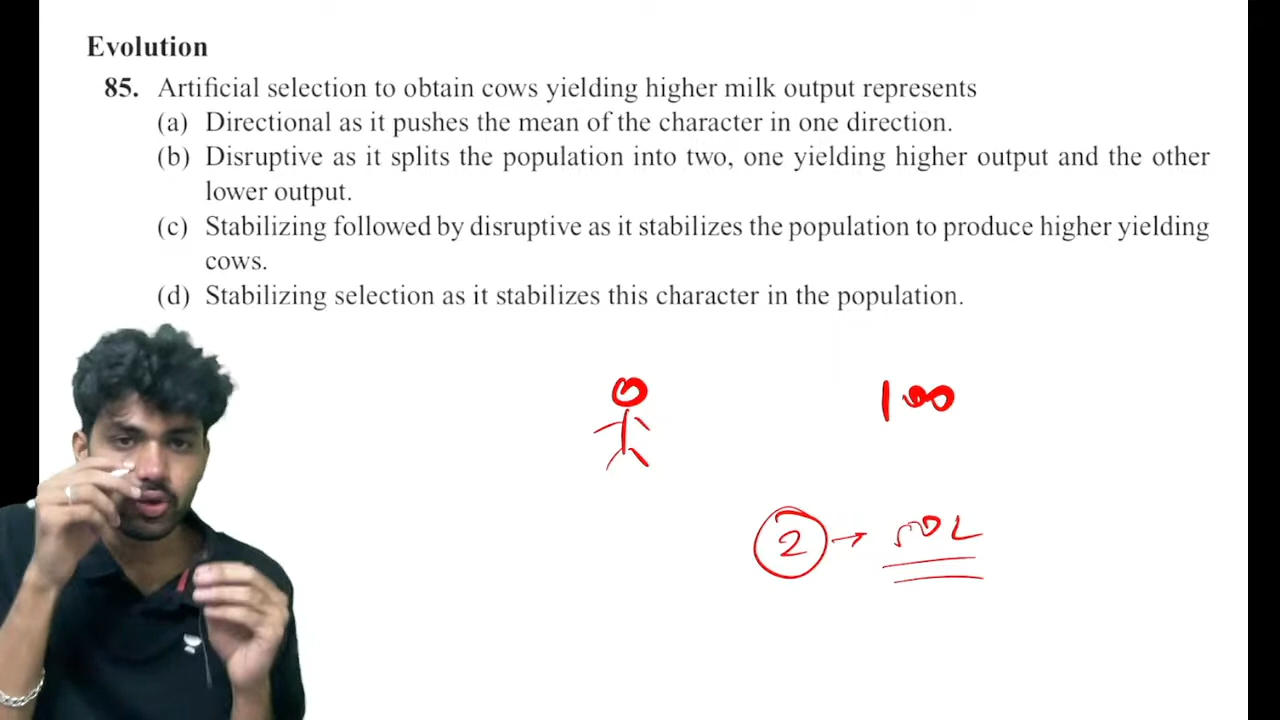 Evolution
85. Artificial selection to obtain cows yielding higher milk output represents
(a) Directional as it pushes the mean of the character in one direction.
(b) Disruptive as it splits the population into two, one yielding higher output and the other
lower output.
(c) Stabilizing followed by disruptive as it stabilizes the population to produce higher yielding
cows.
(d) Stabilizing selection as it stabilizes this character in the population.
100
2 → 50L